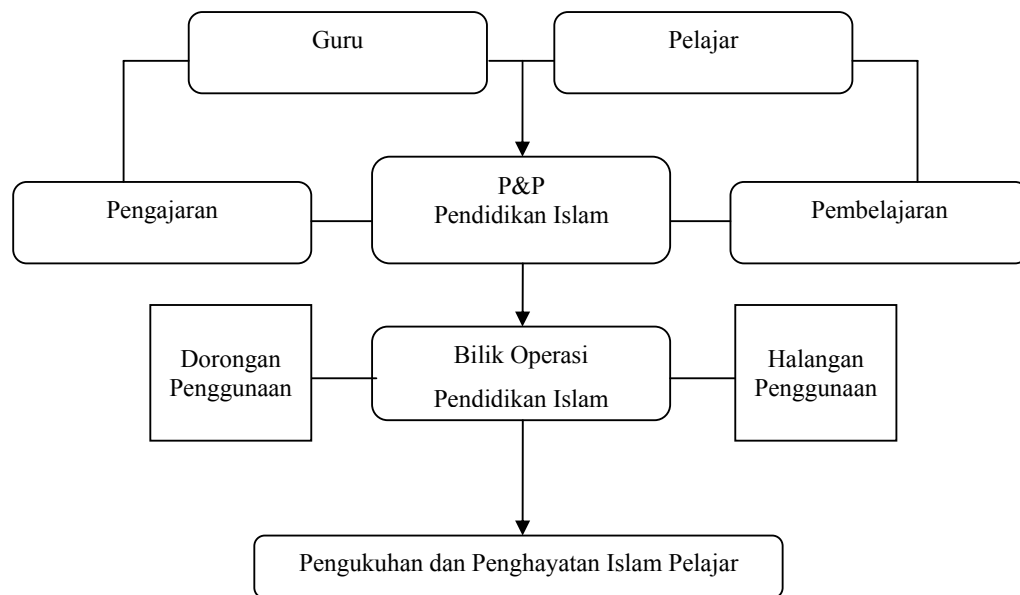 Guru
Pelajar
P&P
Pendidikan Islam
Pengajaran
Pembelajaran
Dorongan
Penggunaan
Bilik Operasi
Pendidikan Islam
Halangan
Penggunaan
Pengukuhan dan Penghayatan Islam Pelajar